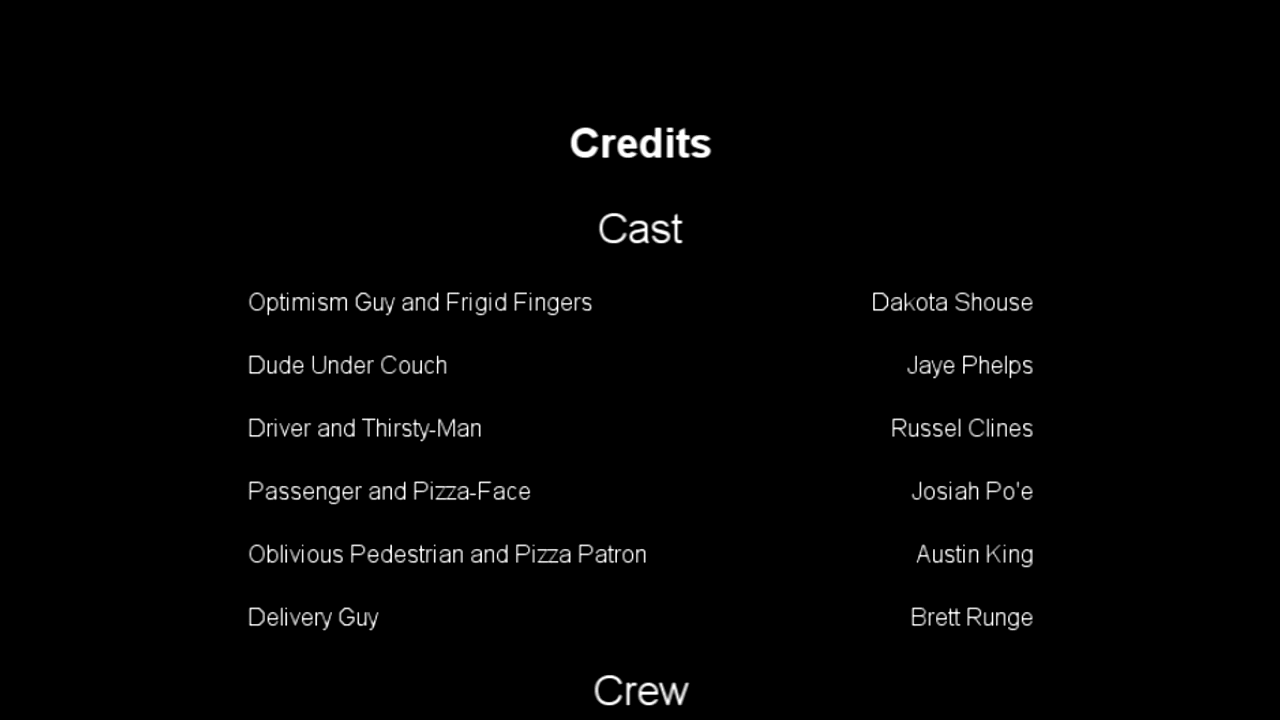 Credits
Cast
Optimism Guy and Frigid Fingers Dakota Shouse
Dude Under Couch Jaye Phelps
Driver and Thirsty-Man Russel Clines
Passenger and Pizza-Face Josiah Po'e
Oblivious Pedestrian and Pizza Patron Austin King
Delivery Guy Brett Runge
Crew